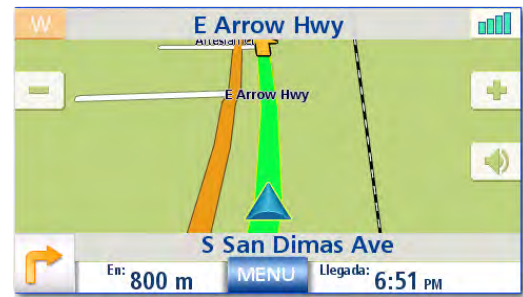 W
E Arrow Hwy
E Arrow Hwy
S San Dimas Ave
En: 800 m
MENU
Llegada: 6:51 PM